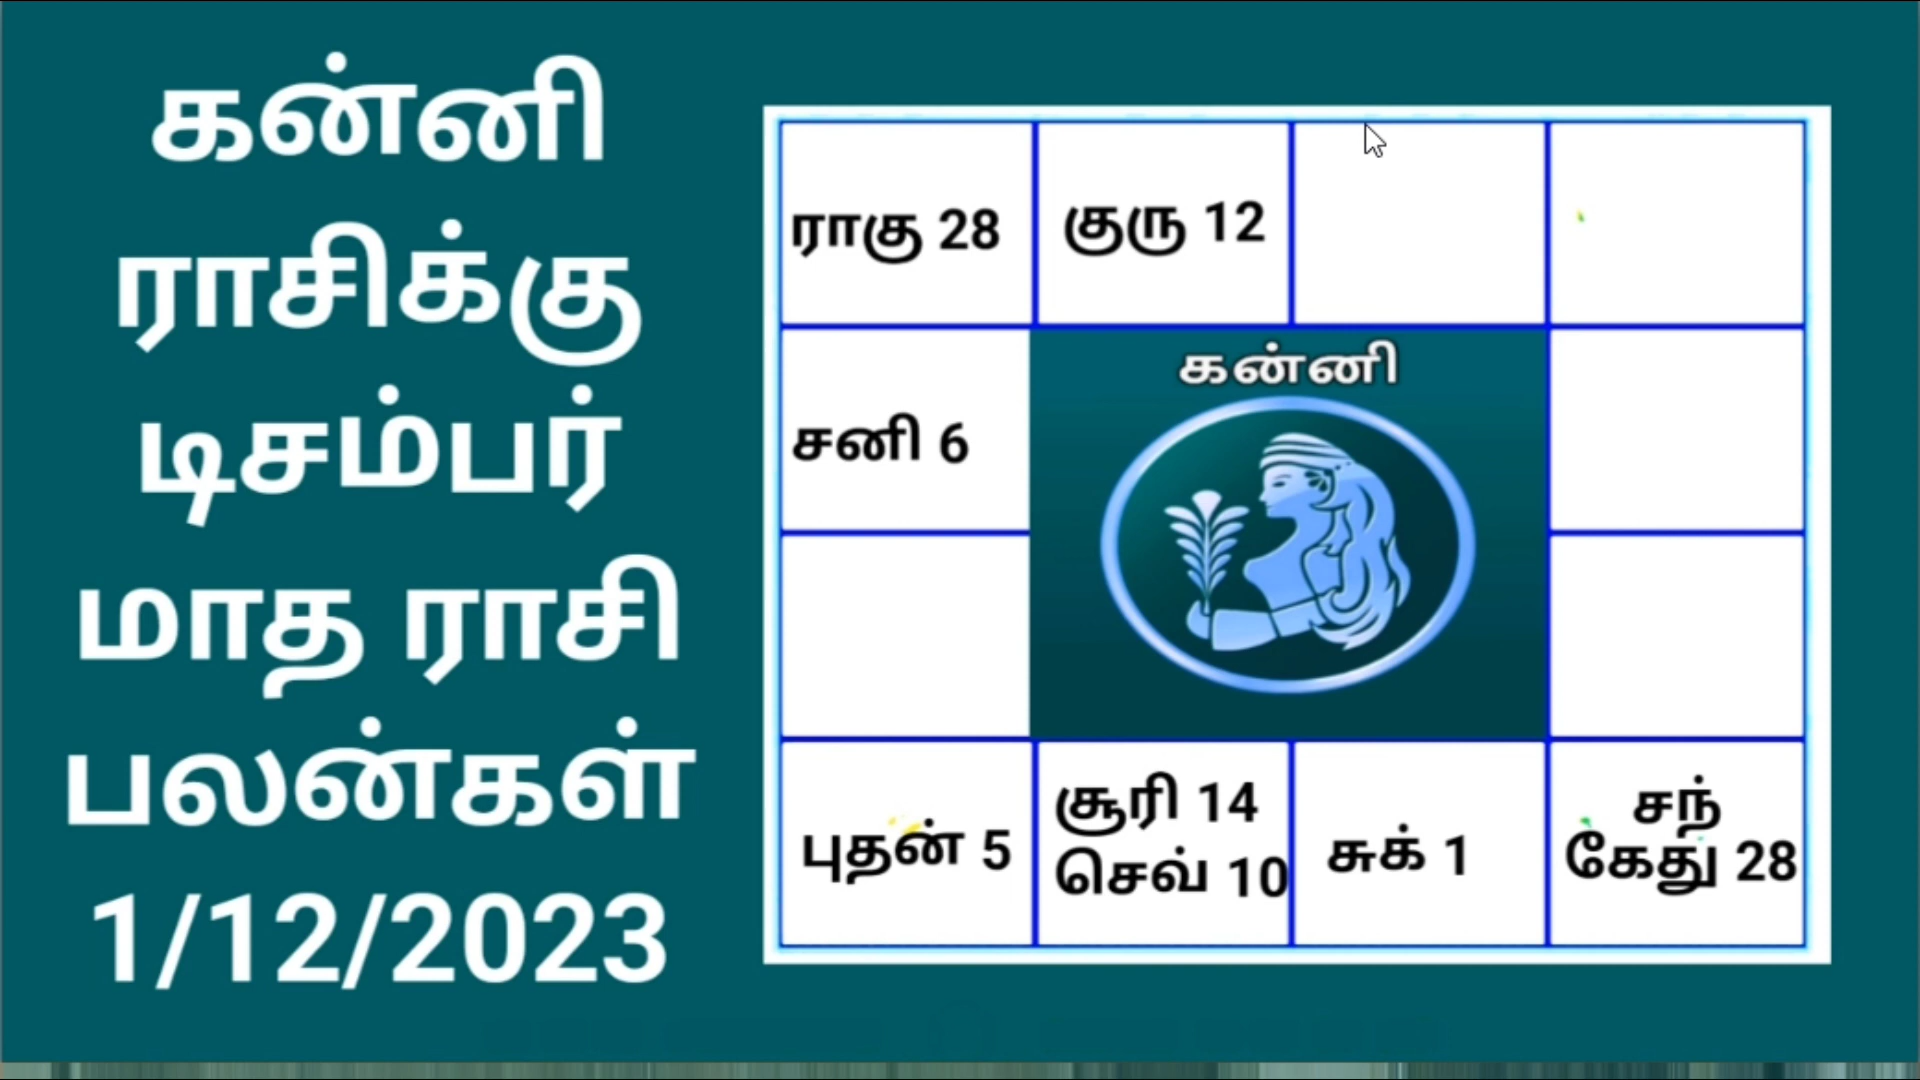 கன்னி
ராசிக்கு
டிசம்பர்
மாத ராசி
பலன்கள்
1/12/2023
ராகு 28
குரு 12
கன்னி
சனி 6
புதன் 5
சூரி 14
செவ் 10
சுக் 1
சந்
கேது 28